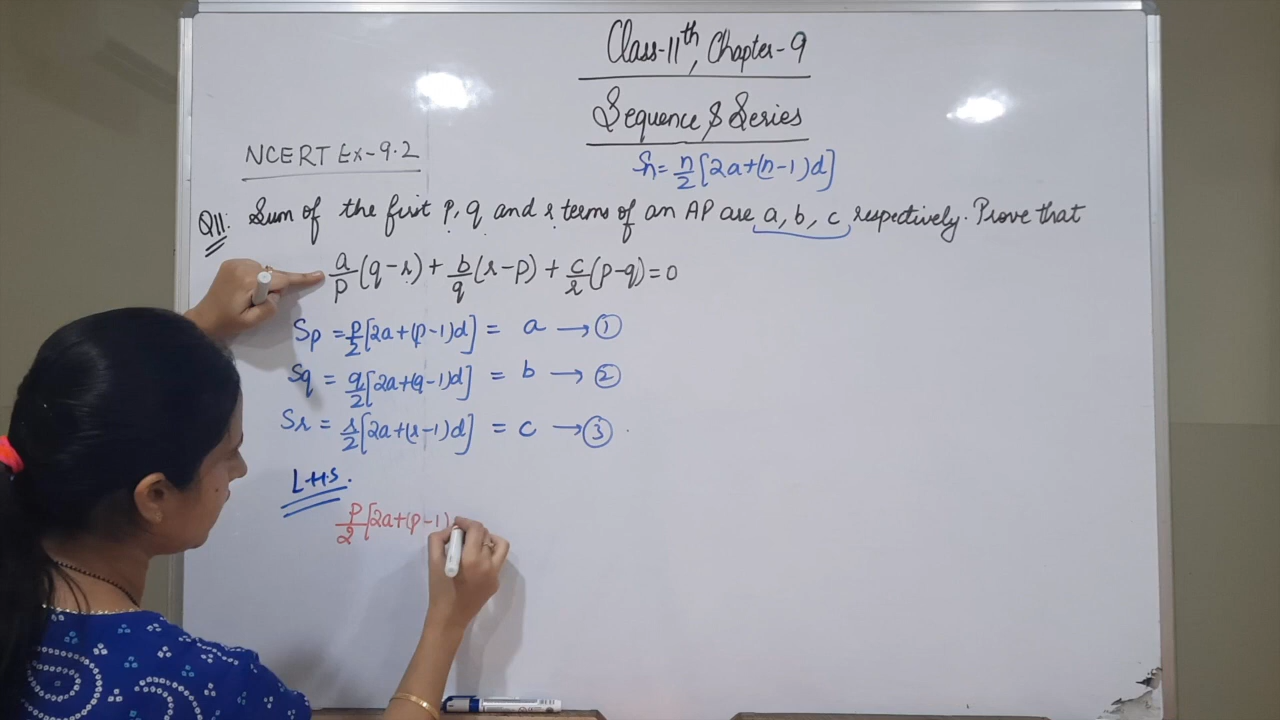 Class-11th, Chapter-9
Sequence & Series
NCERT Ex-9.2
Sn = n/2 [2a+(n-1)d]
Q11. Sum of the first p, q and r terms of an AP are a, b, c respectively. Prove that
a/p (q-r) + b/q (r-p) + c/r (p-q) = 0
Sp = p/2 [2a+(p-1)d] = a → ①
Sq = q/2 [2a+(q-1)d] = b → ②
Sr = r/2 [2a+(r-1)d] = c → ③
L.H.S.
p/2 [2a+(p-1)